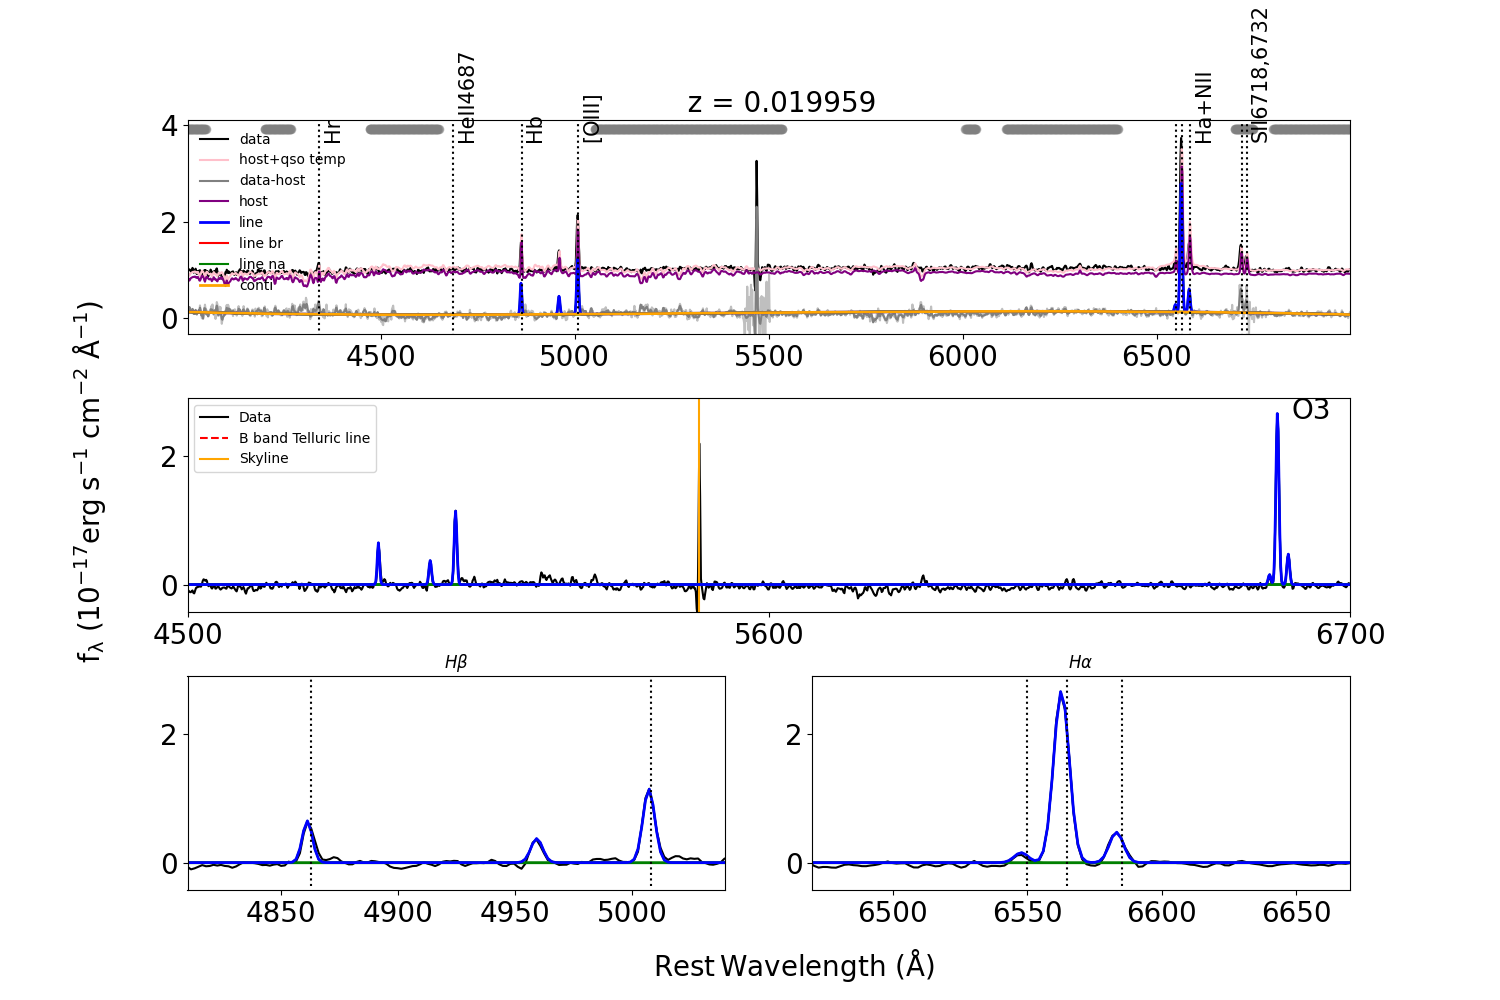 z = 0.019959
Hr
HeII4687
Hb
[OIII]
Ha+NII
SII6718,6732
data
host+qso temp
data-host
host
line
line br
line na
conti
4
2
0
4500 5000 5500 6000 6500
O3
Data
B band Telluric line
Skyline
2
0
4500 5600 6700
fλ (10−17erg s−1 cm−2 Å−1)
Hβ
2
0
4850 4900 4950 5000
Hα
2
0
6500 6550 6600 6650
Rest Wavelength (Å)